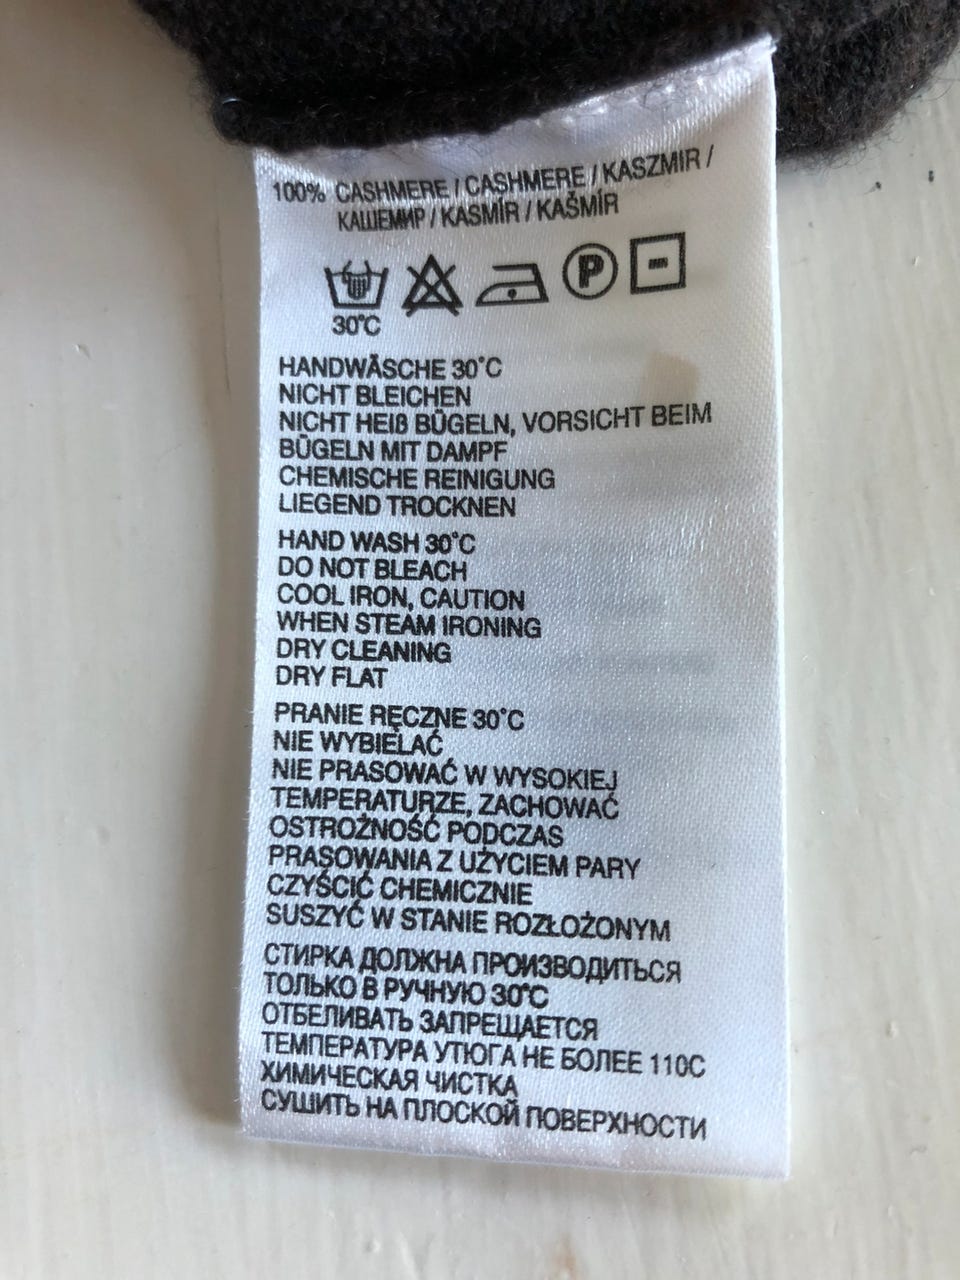 100% CASHMERE / CASHMERE / KASZMIR /
КАШЕМИР / KASMÍR / KAŠMÍR
P
30°C
HANDWÄSCHE 30°C
NICHT BLEICHEN
NICHT HEIß BÜGELN, VORSICHT BEIM
BÜGELN MIT DAMPF
CHEMISCHE REINIGUNG
LIEGEND TROCKNEN
HAND WASH 30°C
DO NOT BLEACH
COOL IRON, CAUTION
WHEN STEAM IRONING
DRY CLEANING
DRY FLAT
PRANIE RĘCZNE 30°C
NIE WYBIELAĆ
NIE PRASOWAĆ W WYSOKIEJ
TEMPERATURZE, ZACHOWAĆ
OSTROŻNOŚĆ PODCZAS
PRASOWANIA Z UŻYCIEM PARY
CZYŚCIĆ CHEMICZNIE
SUSZYĆ W STANIE ROZŁOŻONYM
СТИРКА ДОЛЖНА ПРОИЗВОДИТЬСЯ
ТОЛЬКО В РУЧНУЮ 30°C
ОТБЕЛИВАТЬ ЗАПРЕЩАЕТСЯ
ТЕМПЕРАТУРА УТЮГА НЕ БОЛЕЕ 110C
ХИМИЧЕСКАЯ ЧИСТКА
СУШИТЬ НА ПЛОСКОЙ ПОВЕРХНОСТИ